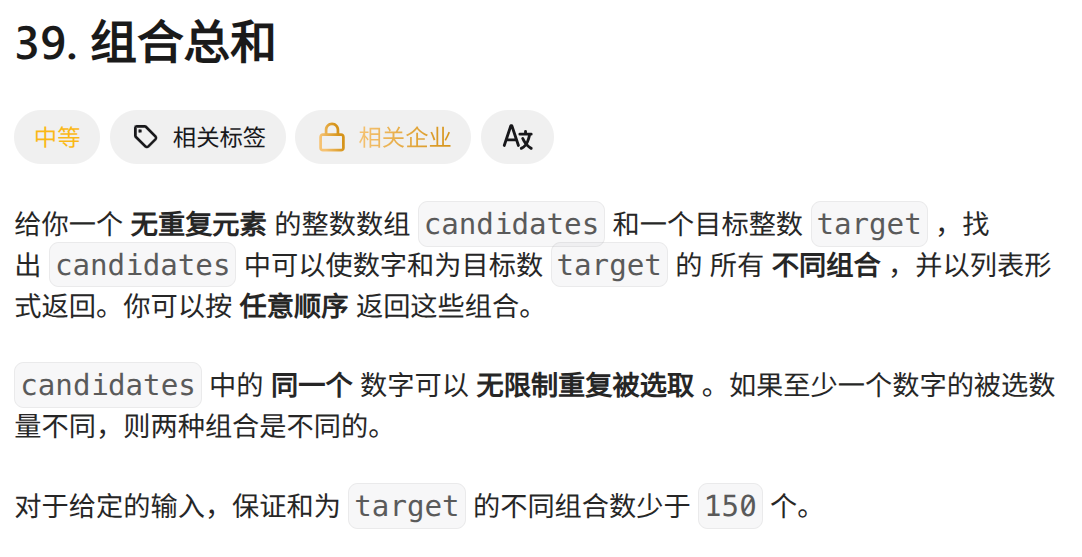 39. 组合总和
中等 相关标签 相关企业 A文
给你一个 无重复元素 的整数数组 candidates 和一个目标整数 target ，找
出 candidates 中可以使数字和为目标数 target 的 所有 不同组合 ，并以列表形
式返回。你可以按 任意顺序 返回这些组合。
candidates 中的 同一个 数字可以 无限制重复被选取 。如果至少一个数字的被选数
量不同，则两种组合是不同的。
对于给定的输入，保证和为 target 的不同组合数少于 150 个。